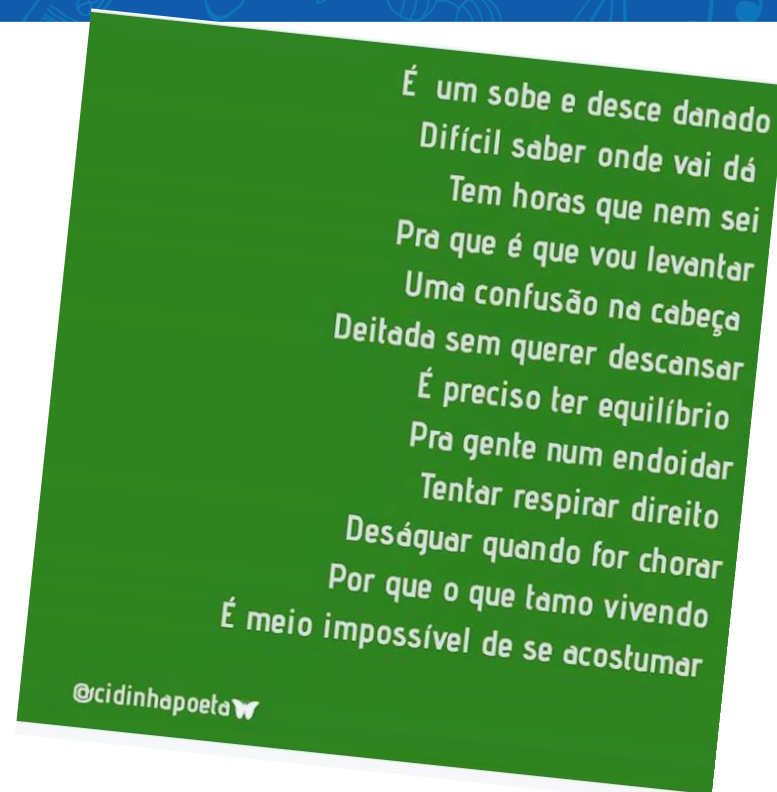 É um sobe e desce danado
Difícil saber onde vai dá
Tem horas que nem sei
Pra que é que vou levantar
Uma confusão na cabeça
Deitada sem querer descansar
É preciso ter equilíbrio
Pra gente num endoidar
Tentar respirar direito
Deságuar quando for chorar
Por que o que tamo vivendo
É meio impossível de se acostumar
@cidinhapoeta